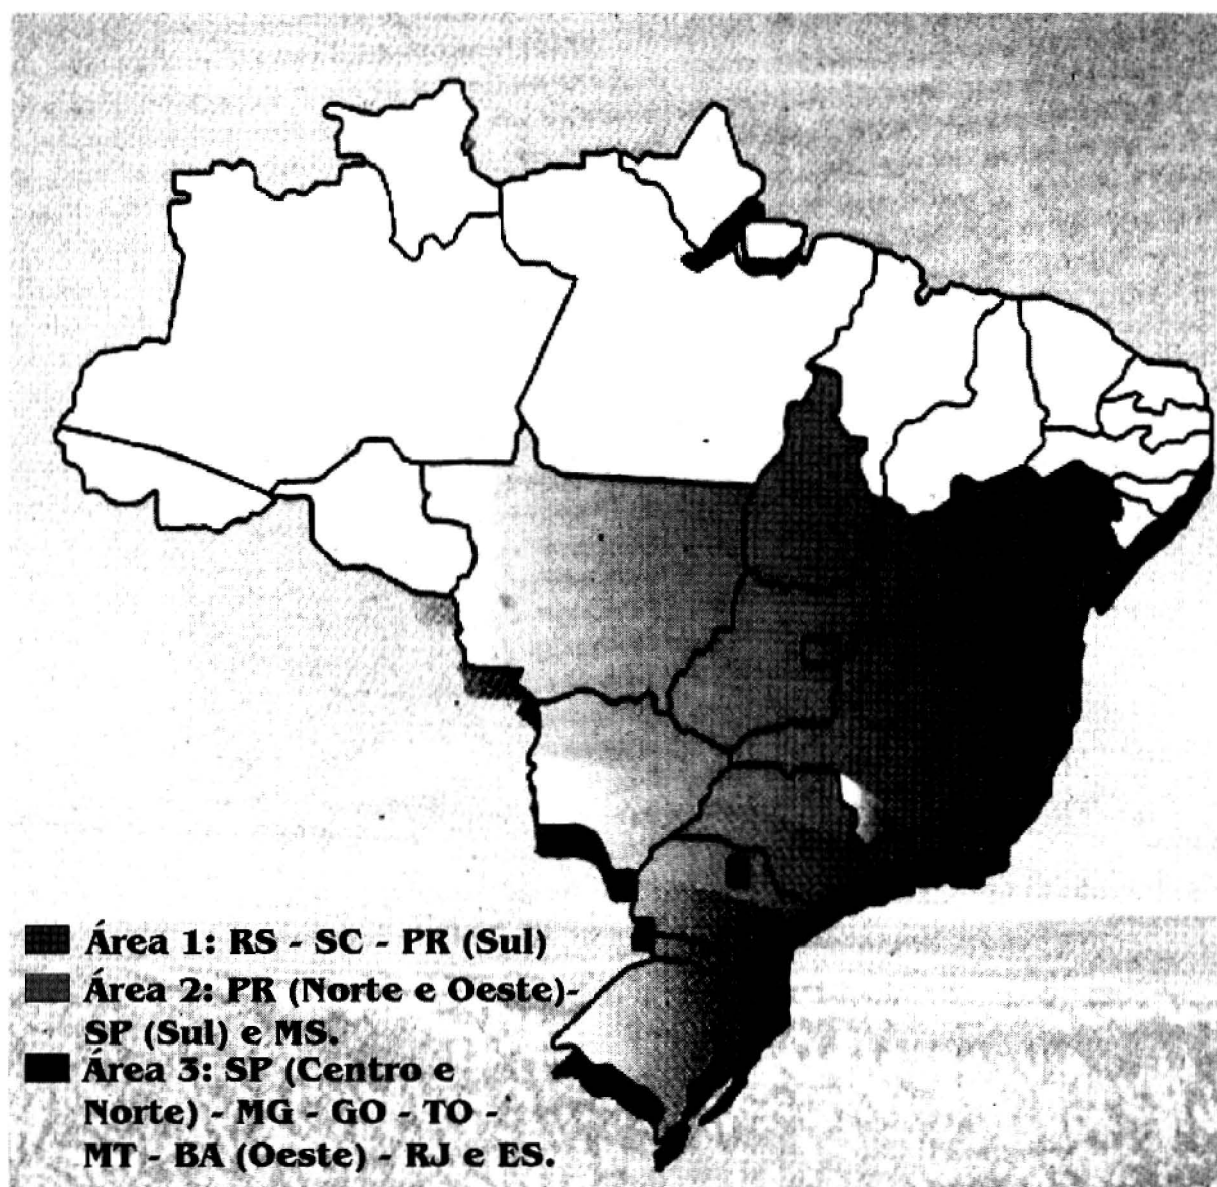 Área 1: RS - SC - PR (Sul)
Área 2: PR (Norte e Oeste)-
SP (Sul) e MS.
Área 3: SP (Centro e
Norte) - MG - GO - TO -
MT - BA (Oeste) - RJ e ES.